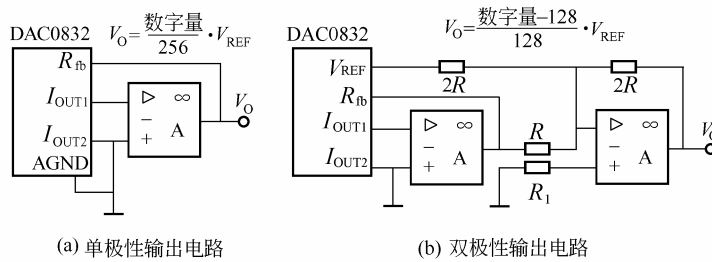 DAC0832
V_O = 数字量/256 · V_REF
R_fb
I_OUT1
I_OUT2
AGND
▷ ∞
−
+ A
V_O
(a) 单极性输出电路
DAC0832
V_O = 数字量–128/128 · V_REF
V_REF
R_fb
I_OUT1
I_OUT2
2R
2R
▷ ∞
−
+ A
R
R_1
▷ ∞
−
+ A
(b) 双极性输出电路